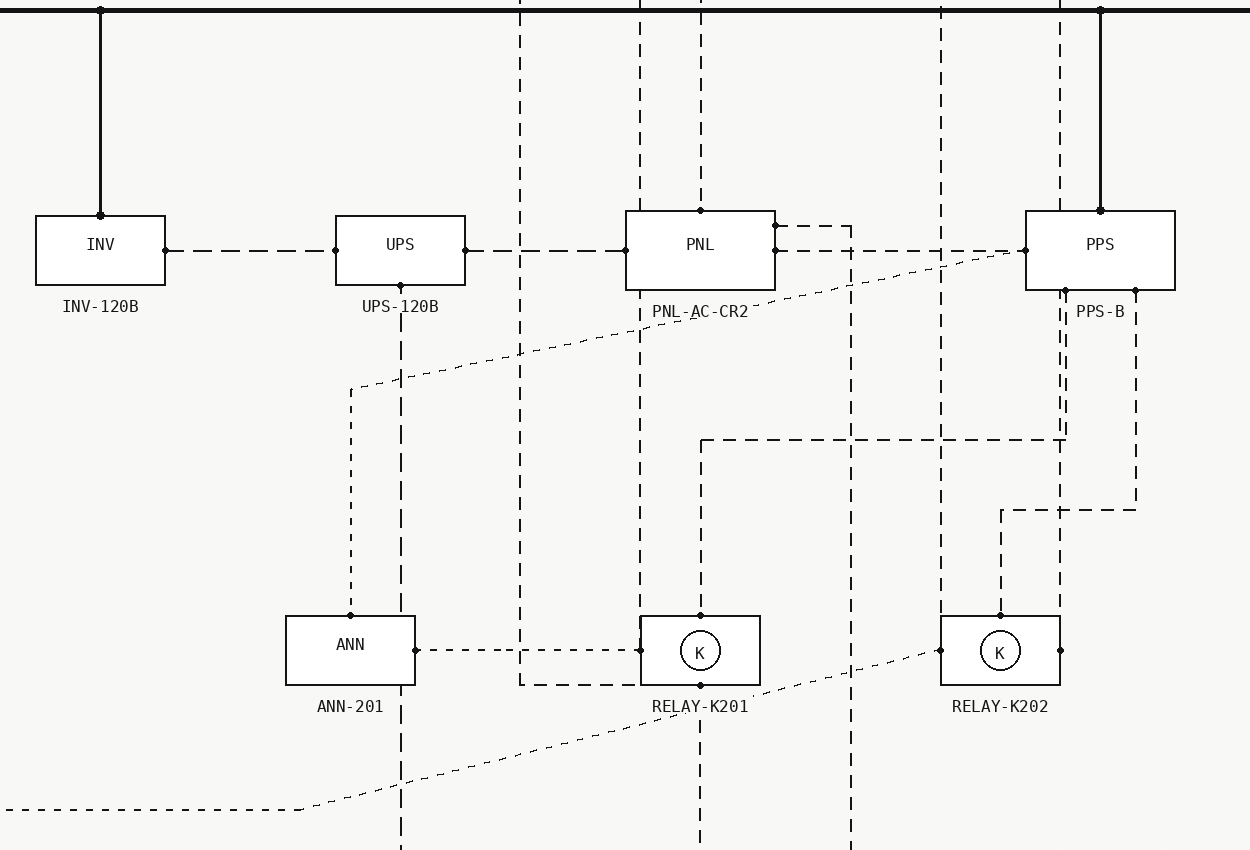 INV
UPS
PNL
PPS
INV-120B
UPS-120B
PNL-AC-CR2
PPS-B
ANN
K
K
ANN-201
RELAY-K201
RELAY-K202